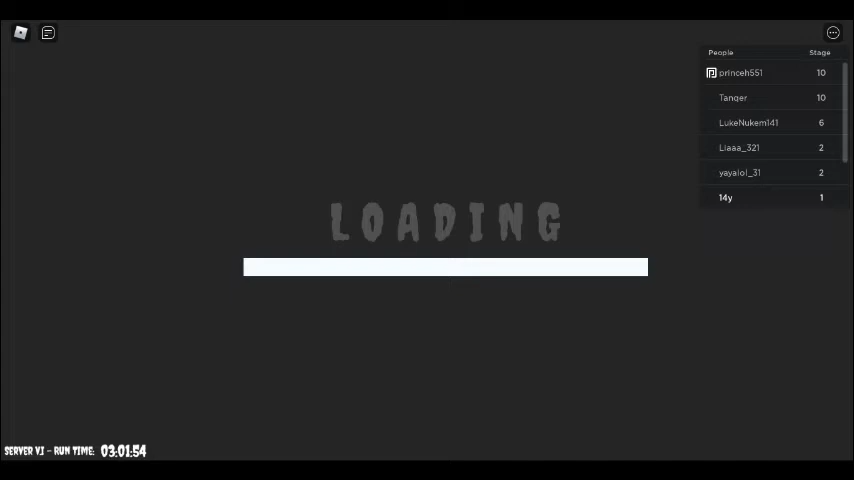 People Stage
princeh551 10
Tanqer 10
LukeNukem141 6
Liaaa_321 2
yayalol_31 2
14y 1
LOADING
SERVER V.1 - RUN TIME: 03:01:54